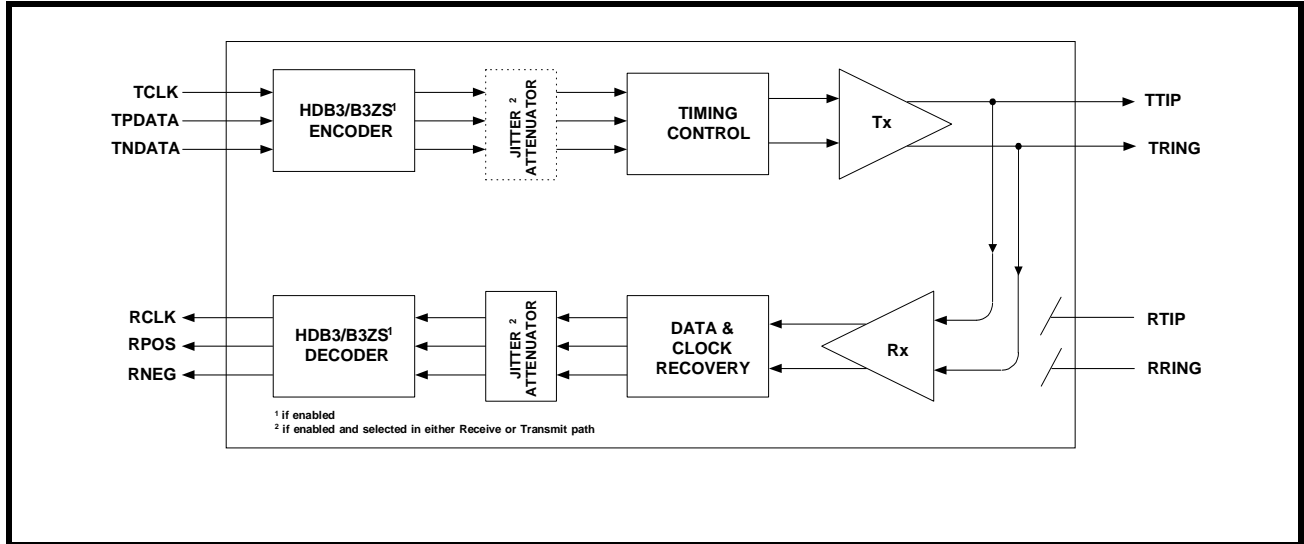 TCLK
TPDATA
TNDATA
HDB3/B3ZS¹
ENCODER
JITTER ²
ATTENUATOR
TIMING
CONTROL
Tx
TTIP
TRING
RCLK
RPOS
RNEG
HDB3/B3ZS¹
DECODER
JITTER ²
ATTENUATOR
DATA &
CLOCK
RECOVERY
Rx
RTIP
RRING
¹ if enabled
² if enabled and selected in either Receive or Transmit path